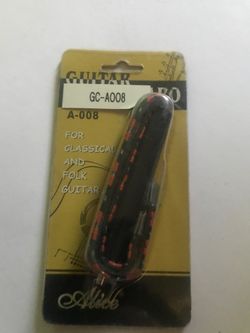 GUITAR
GC-A008
A-008
FOR
CLASSICAL
AND
FOLK
GUITAR
Alice